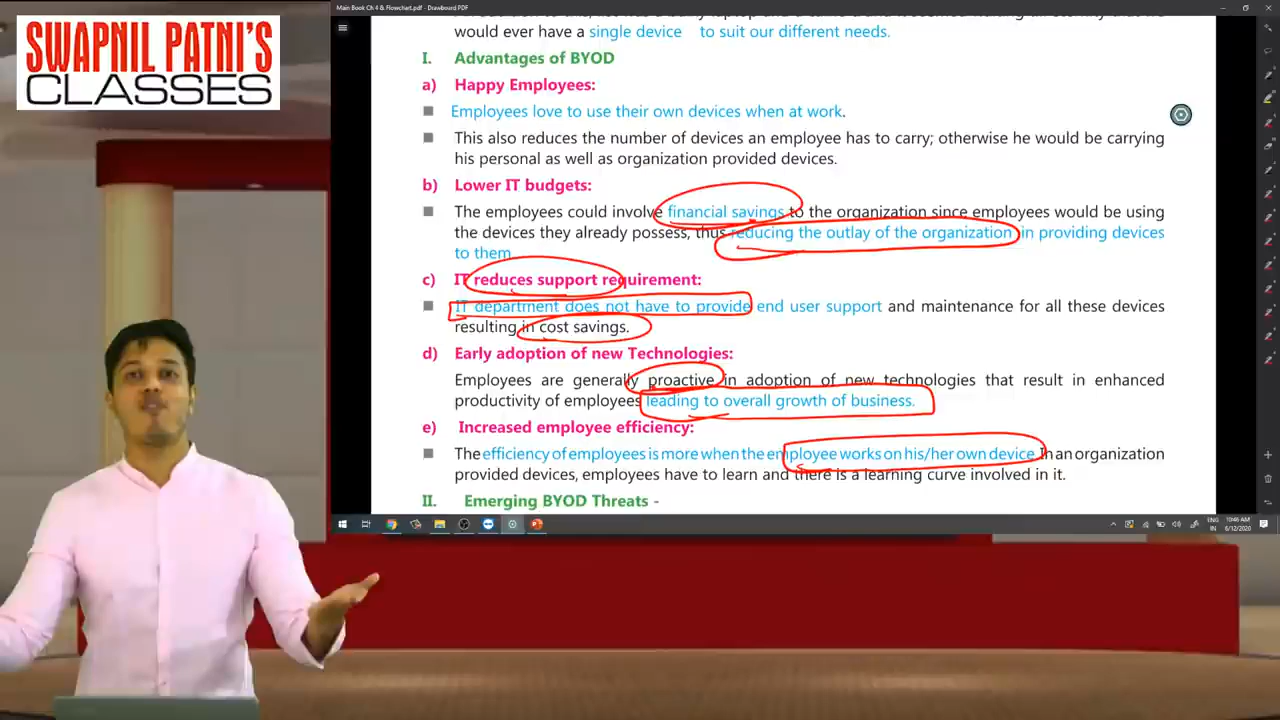 SWAPNIL PATNI'S
CLASSES
Main Book Ch 4 & Flowchart.pdf - Drawboard PDF
would ever have a single device to suit our different needs.
I. Advantages of BYOD
a) Happy Employees:
Employees love to use their own devices when at work.
This also reduces the number of devices an employee has to carry; otherwise he would be carrying
his personal as well as organization provided devices.
b) Lower IT budgets:
The employees could involve financial savings to the organization since employees would be using
the devices they already possess, thus reducing the outlay of the organization in providing devices
to them
c) IT reduces support requirement:
IT department does not have to provide end user support and maintenance for all these devices
resulting in cost savings.
d) Early adoption of new Technologies:
Employees are generally proactive in adoption of new technologies that result in enhanced
productivity of employees leading to overall growth of business.
e) Increased employee efficiency:
The efficiency of employees is more when the employee works on his/her own device In an organization
provided devices, employees have to learn and there is a learning curve involved in it.
II. Emerging BYOD Threats -
ENG
IN
10:46 AM
6/12/2020